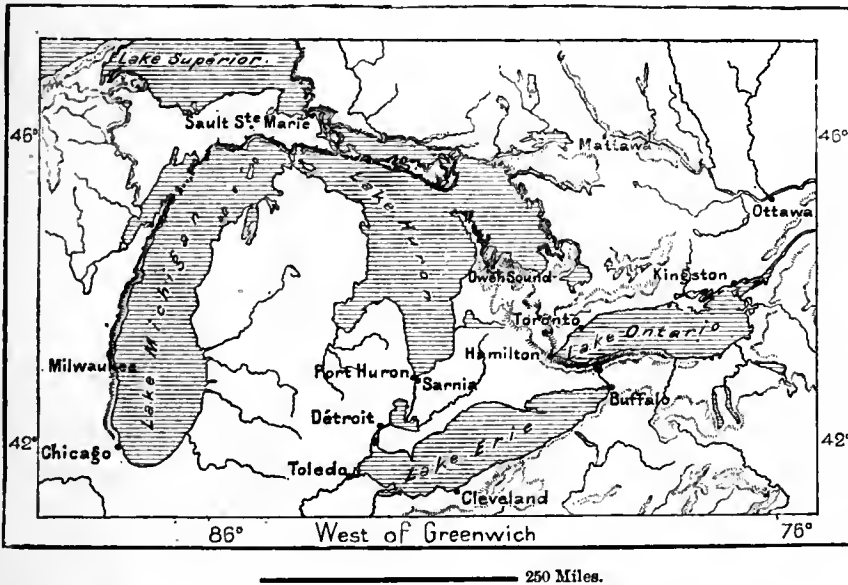 Lake Superior.
Sault Ste Marie
46°
46°
Mattawa
Ottawa
Lake Huron
Lake Michigan
Owen Sound
Kingston
Toronto
Lake Ontario
Hamilton
Milwaukee
Port Huron
Sarnia
Buffalo
Détroit
42°
42°
Chicago
Toledo
Lake Erie
Cleveland
86°
West of Greenwich
76°
250 Miles.